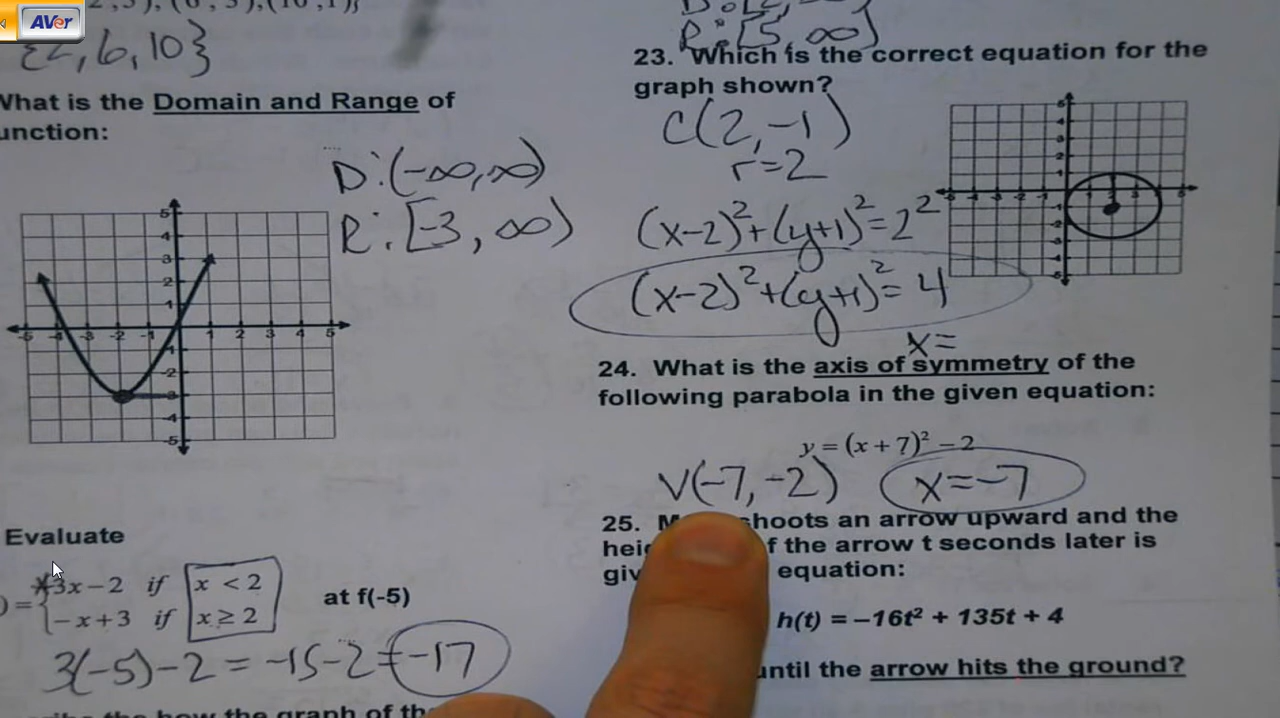 AVer
{2, 6, 10}
What is the Domain and Range of
unction:
D:(-∞,∞)
R:[-3, ∞)
Evaluate
3x - 2 if x < 2
-x + 3 if x ≥ 2
at f(-5)
3(-5)-2 = -15-2 = -17
R:[5, ∞)
23. Which is the correct equation for the
graph shown?
C(2,-1)
r=2
(x-2)²+(y+1)²=2²
(x-2)²+(y+1)²=4
x=
24. What is the axis of symmetry of the
following parabola in the given equation:
y = (x + 7)² - 2
V(-7,-2) x=-7
25. shoots an arrow upward and the
of the arrow t seconds later is
equation:
h(t) = -16t² + 135t + 4
until the arrow hits the ground?